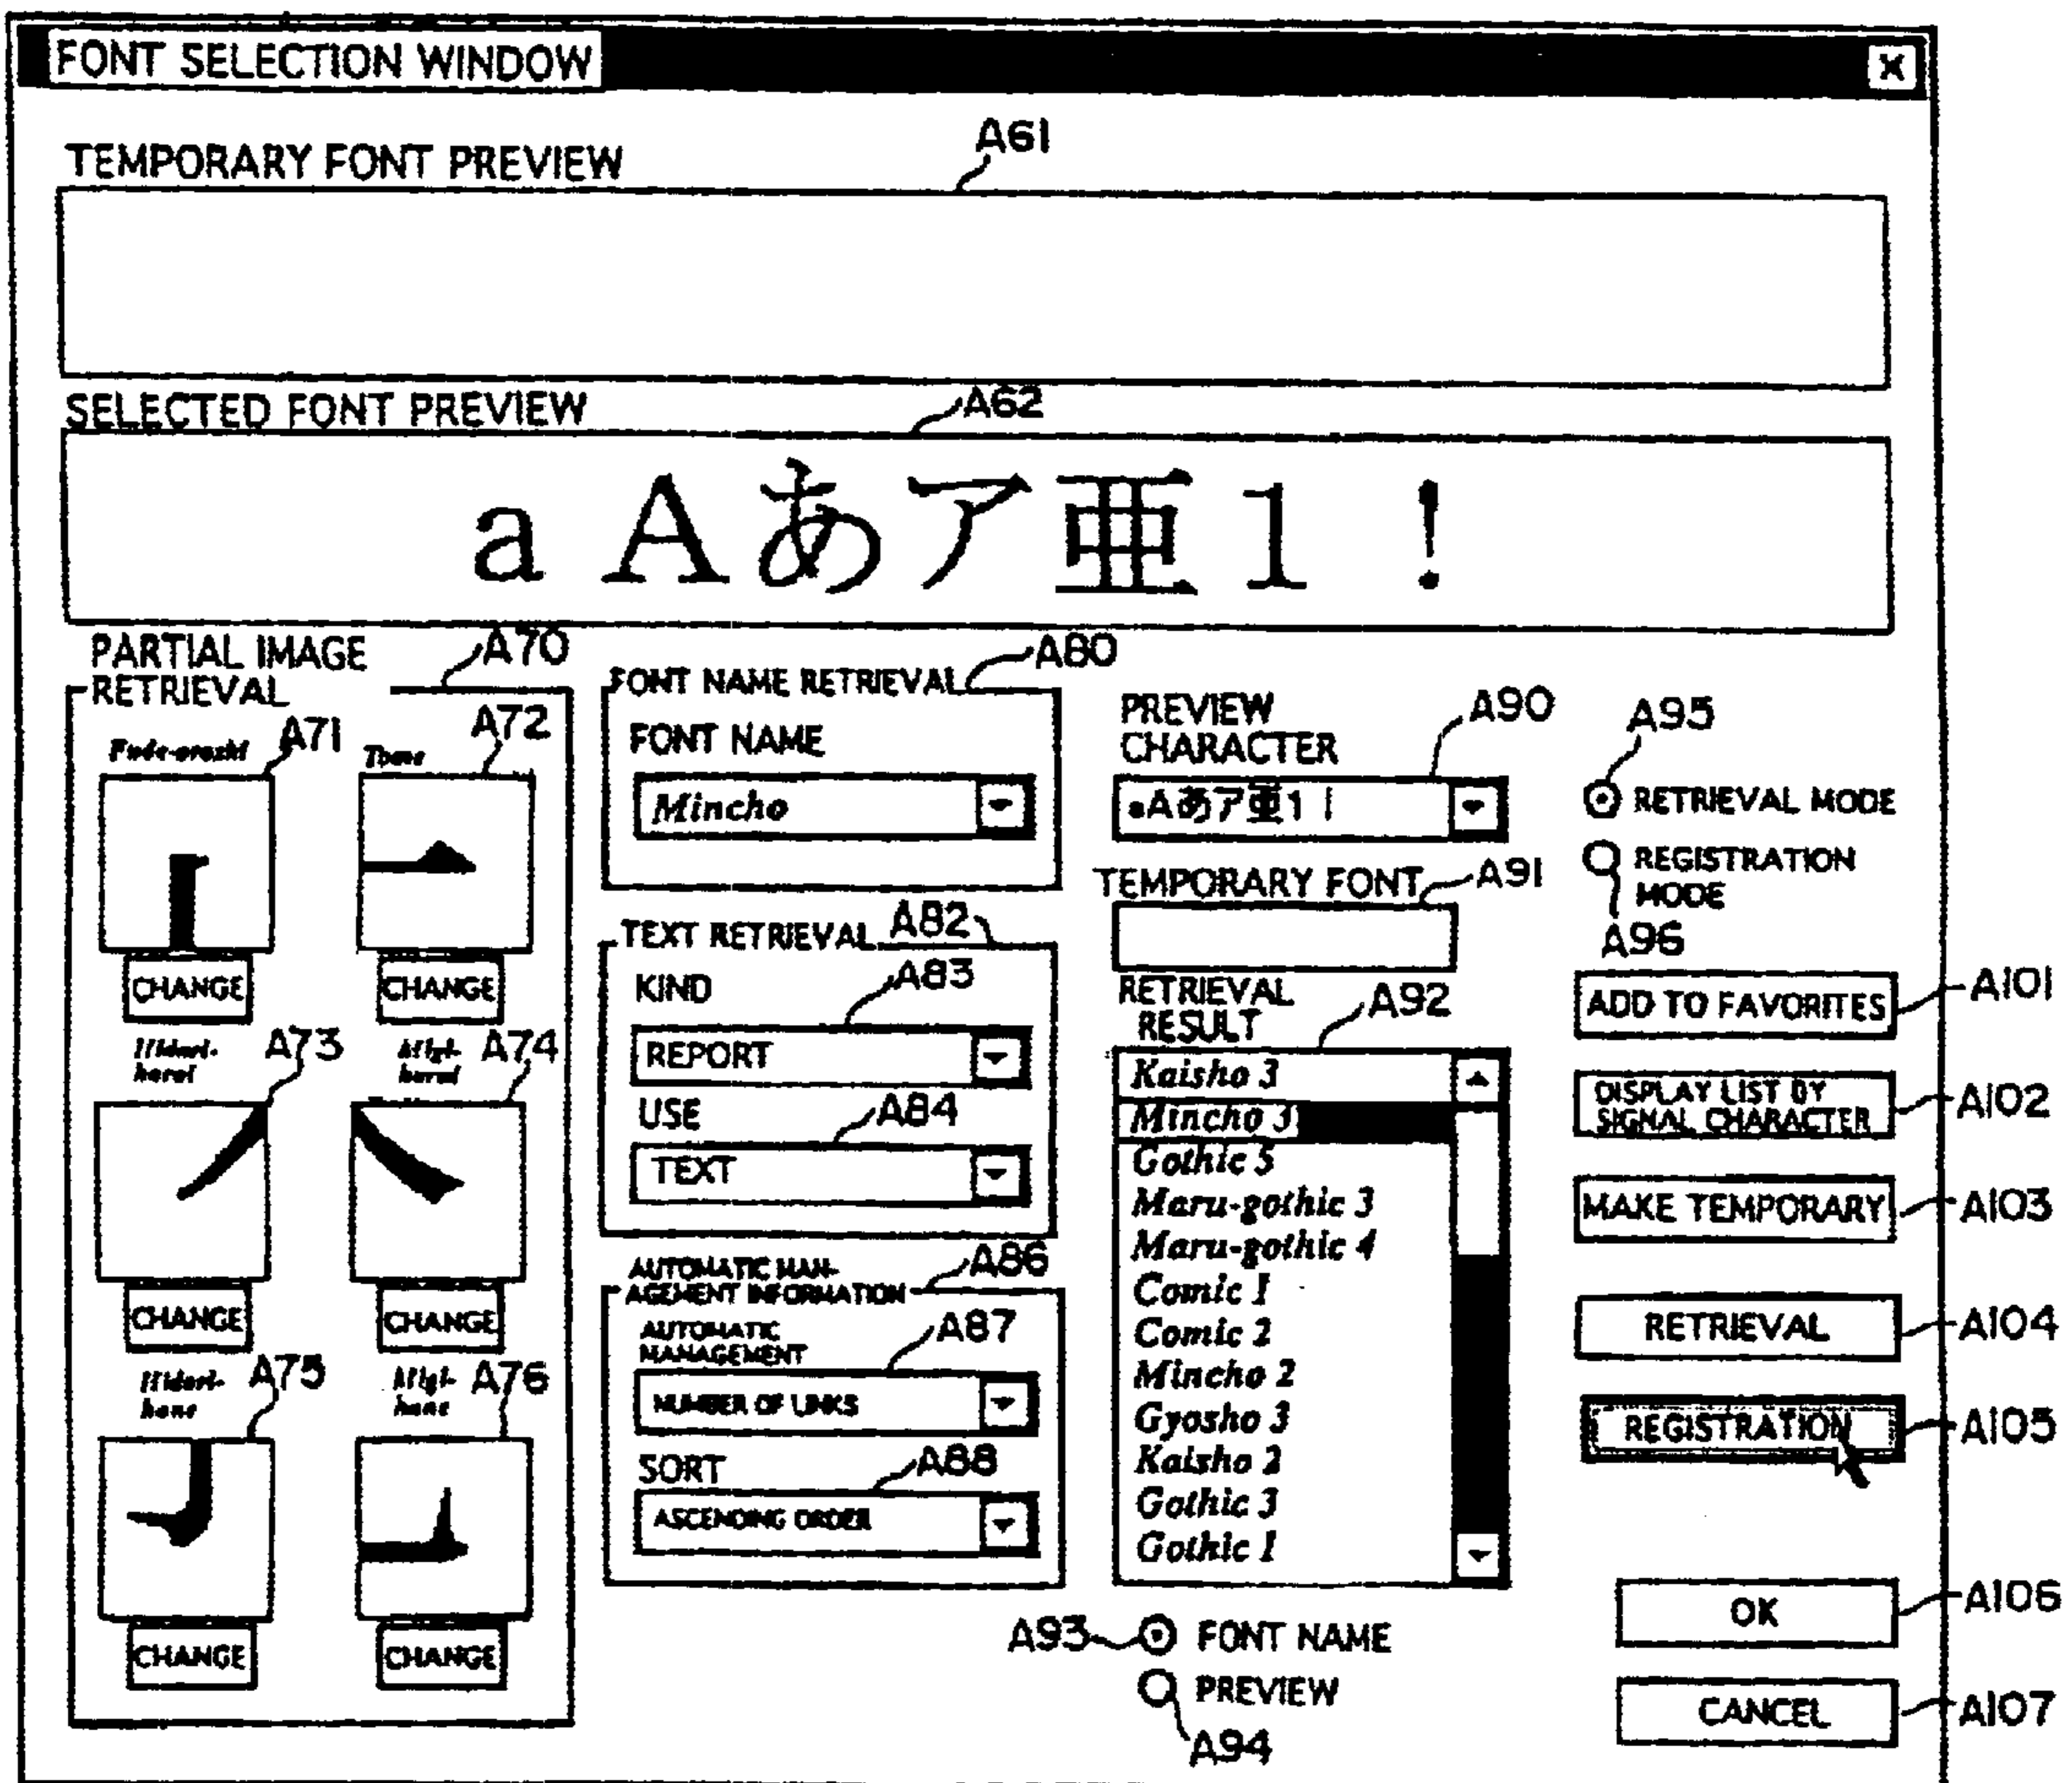 FONT SELECTION WINDOW
TEMPORARY FONT PREVIEW
A61
SELECTED FONT PREVIEW
A62
a A あ ア 亜 1 !
PARTIAL IMAGE
RETRIEVAL
A70
A71
A72
CHANGE
CHANGE
A73
A74
CHANGE
CHANGE
A75
A76
CHANGE
CHANGE
FONT NAME RETRIEVAL
A80
FONT NAME
Mincho
TEXT RETRIEVAL
A82
KIND
A83
REPORT
USE
A84
TEXT
AUTOMATIC MAN-
AGEMENT INFORMATION
A86
AUTOMATIC
MANAGEMENT
A87
NUMBER OF LINKS
SORT
A88
ASCENDING ORDER
PREVIEW
CHARACTER
A90
aAあア亜1
TEMPORARY FONT
A91
RETRIEVAL
RESULT
A92
Kaisho 3
Mincho 3
Gothic 5
Maru-gothic 3
Maru-gothic 4
Comic 1
Comic 2
Mincho 2
Gyosho 3
Kaisho 2
Gothic 3
Gothic 1
A93
FONT NAME
PREVIEW
A94
A95
RETRIEVAL MODE
REGISTRATION
MODE
A96
ADD TO FAVORITES
A101
DISPLAY LIST BY
SIGNAL CHARACTER
A102
MAKE TEMPORARY
A103
RETRIEVAL
A104
REGISTRATION
A105
OK
A106
CANCEL
A107